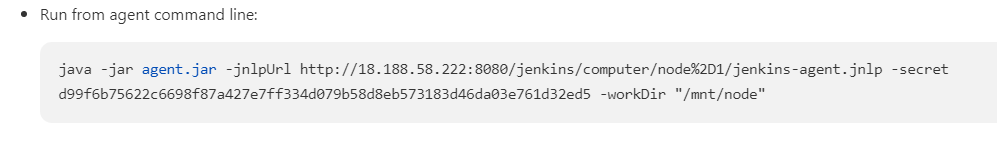 Run from agent command line:
java -jar agent.jar -jnlpUrl http://18.188.58.222:8080/jenkins/computer/node%2D1/jenkins-agent.jnlp -secret
d99f6b75622c6698f87a427e7ff334d079b58d8eb573183d46da03e761d32ed5 -workDir "/mnt/node"